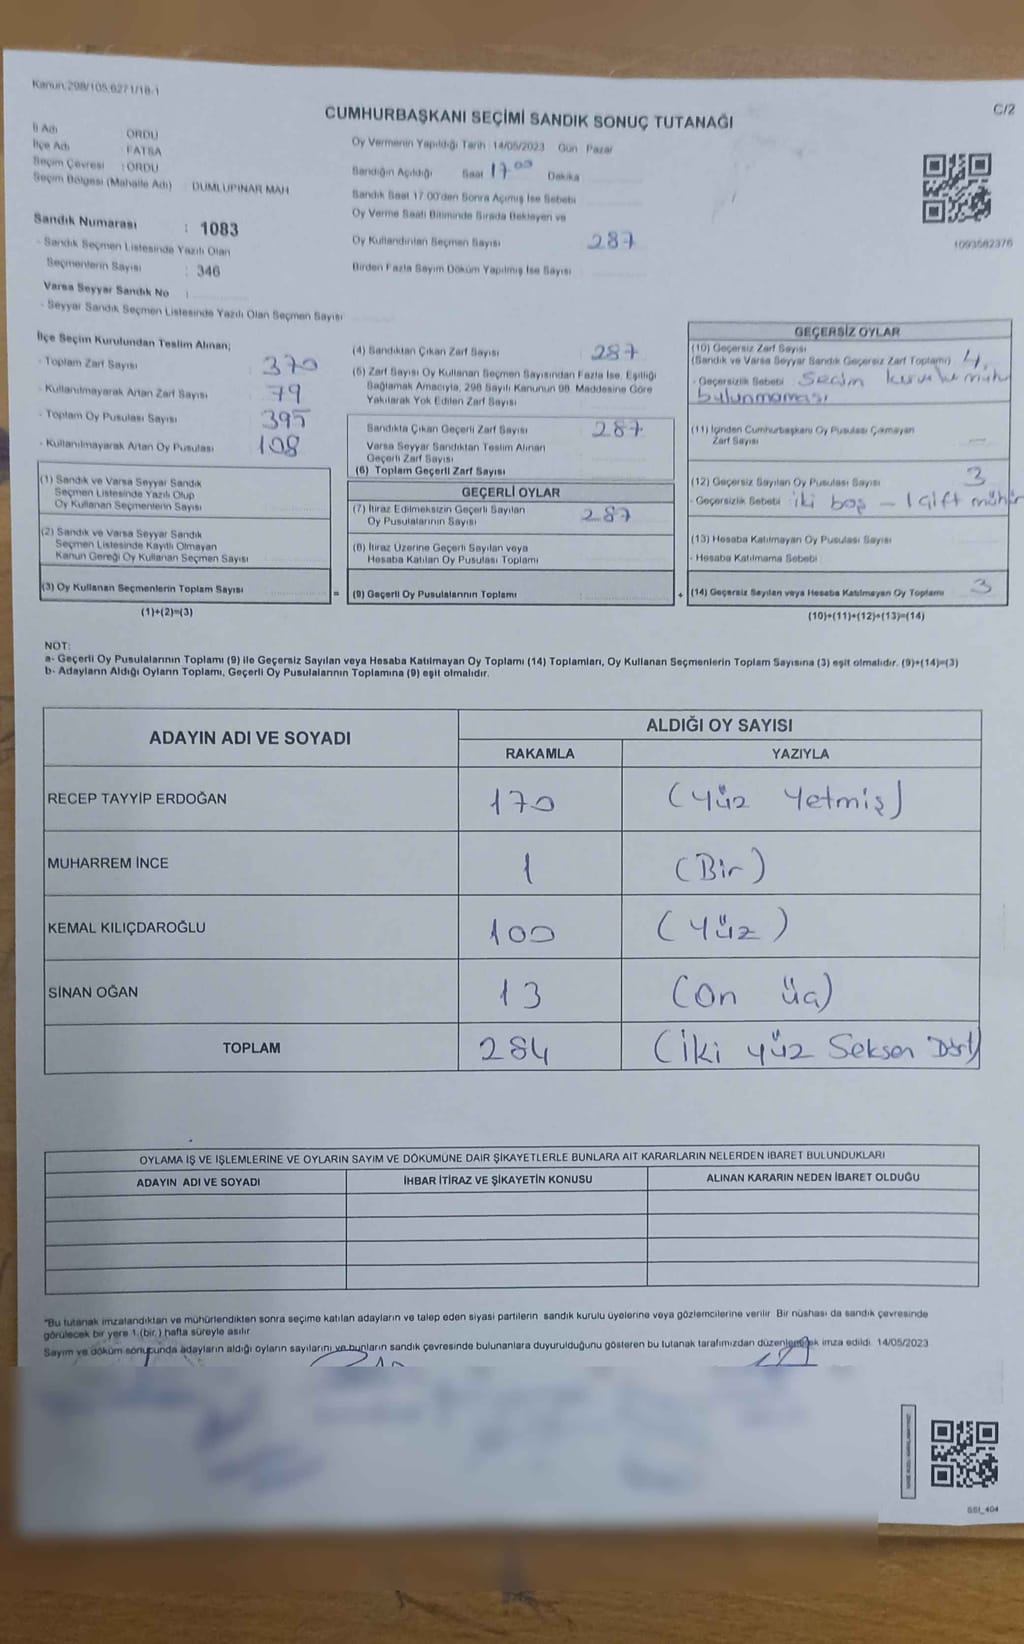 Kanun:298/105,6271/18-1
C/2
CUMHURBAŞKANI SEÇİMİ SANDIK SONUÇ TUTANAĞI
İl Adı : ORDU
İlçe Adı : FATSA
Seçim Çevresi : ORDU
Seçim Bölgesi (Mahalle Adı) : DUMLUPINAR MAH
Sandık Numarası : 1083
- Sandık Seçmen Listesinde Yazılı Olan
Seçmenlerin Sayısı : 346
Varsa Seyyar Sandık No :
- Seyyar Sandık Seçmen Listesinde Yazılı Olan Seçmen Sayısı
Oy Vermenin Yapıldığı Tarih : 14/05/2023 Gün : Pazar
Sandığın Açıldığı Saat 17 00 Dakika
Sandık Saat 17:00'den Sonra Açılmış İse Sebebi
Oy Verme Saati Bitiminde Sırada Bekleyen ve
Oy Kullandırılan Seçmen Sayısı 287
Birden Fazla Sayım Döküm Yapılmış İse Sayısı
1093582376
İlçe Seçim Kurulundan Teslim Alınan;
- Toplam Zarf Sayısı 370
- Kullanılmayarak Artan Zarf Sayısı 79
- Toplam Oy Pusulası Sayısı 395
- Kullanılmayarak Artan Oy Pusulası 108
(1) Sandık ve Varsa Seyyar Sandık
Seçmen Listesinde Yazılı Olup
Oy Kullanan Seçmenlerin Sayısı
(2) Sandık ve Varsa Seyyar Sandık
Seçmen Listesinde Kayıtlı Olmayan
Kanun Gereği Oy Kullanan Seçmen Sayısı
(3) Oy Kullanan Seçmenlerin Toplam Sayısı
(1)+(2)=(3)
=
(4) Sandıktan Çıkan Zarf Sayısı 287
(5) Zarf Sayısı Oy Kullanan Seçmen Sayısından Fazla İse, Eşitliği
Sağlamak Amacıyla, 298 Sayılı Kanunun 98. Maddesine Göre
Yakılarak Yok Edilen Zarf Sayısı
Sandıkta Çıkan Geçerli Zarf Sayısı 287
Varsa Seyyar Sandıktan Teslim Alınan
Geçerli Zarf Sayısı
(6) Toplam Geçerli Zarf Sayısı
GEÇERLİ OYLAR
(7) İtiraz Edilmeksizin Geçerli Sayılan
Oy Pusulalarının Sayısı 287
(8) İtiraz Üzerine Geçerli Sayılan veya
Hesaba Katılan Oy Pusulası Toplamı
(9) Geçerli Oy Pusulalarının Toplamı
+
GEÇERSİZ OYLAR
(10) Geçersiz Zarf Sayısı
(Sandık ve Varsa Seyyar Sandık Geçersiz Zarf Toplamı)
- Geçersizlik Sebebi Seçim kurulu mührü
bulunmaması
(11) İçinden Cumhurbaşkanı Oy Pusulası Çıkmayan
Zarf Sayısı —
(12) Geçersiz Sayılan Oy Pusulası Sayısı 3
- Geçersizlik Sebebi iki boş - 1 çift mühür
(13) Hesaba Katılmayan Oy Pusulası Sayısı
- Hesaba Katılmama Sebebi
(14) Geçersiz Sayılan veya Hesaba Katılmayan Oy Toplamı 3
(10)+(11)+(12)+(13)=(14)
NOT:
a- Geçerli Oy Pusulalarının Toplamı (9) ile Geçersiz Sayılan veya Hesaba Katılmayan Oy Toplamı (14) Toplamları, Oy Kullanan Seçmenlerin Toplam Sayısına (3) eşit olmalıdır. (9)+(14)=(3)
b- Adayların Aldığı Oyların Toplamı, Geçerli Oy Pusulalarının Toplamına (9) eşit olmalıdır.
ADAYIN ADI VE SOYADI ALDIĞI OY SAYISI
RAKAMLA YAZIYLA
RECEP TAYYİP ERDOĞAN 170 (Yüz Yetmiş)
MUHARREM İNCE 1 (Bir)
KEMAL KILIÇDAROĞLU 100 (Yüz)
SİNAN OĞAN 13 (On üç)
TOPLAM 284 (İki yüz Seksen Dört)
OYLAMA İŞ VE İŞLEMLERİNE VE OYLARIN SAYIM VE DÖKÜMÜNE DAİR ŞİKAYETLERLE BUNLARA AİT KARARLARIN NELERDEN İBARET BULUNDUKLARI
ADAYIN ADI VE SOYADI İHBAR İTİRAZ VE ŞİKAYETİN KONUSU ALINAN KARARIN NEDEN İBARET OLDUĞU
"Bu tutanak imzalandıktan ve mühürlendikten sonra seçime katılan adayların ve talep eden siyasi partilerin sandık kurulu üyelerine veya gözlemcilerine verilir. Bir nüshası da sandık çevresinde
görülecek bir yere 1 (bir) hafta süreyle asılır.
Sayım ve döküm sonucunda adayların aldığı oyların sayılarını ve bunların sandık çevresinde bulunanlara duyurulduğunu gösteren bu tutanak tarafımızdan düzenlenerek imza edildi. 14/05/2023
SSI_404